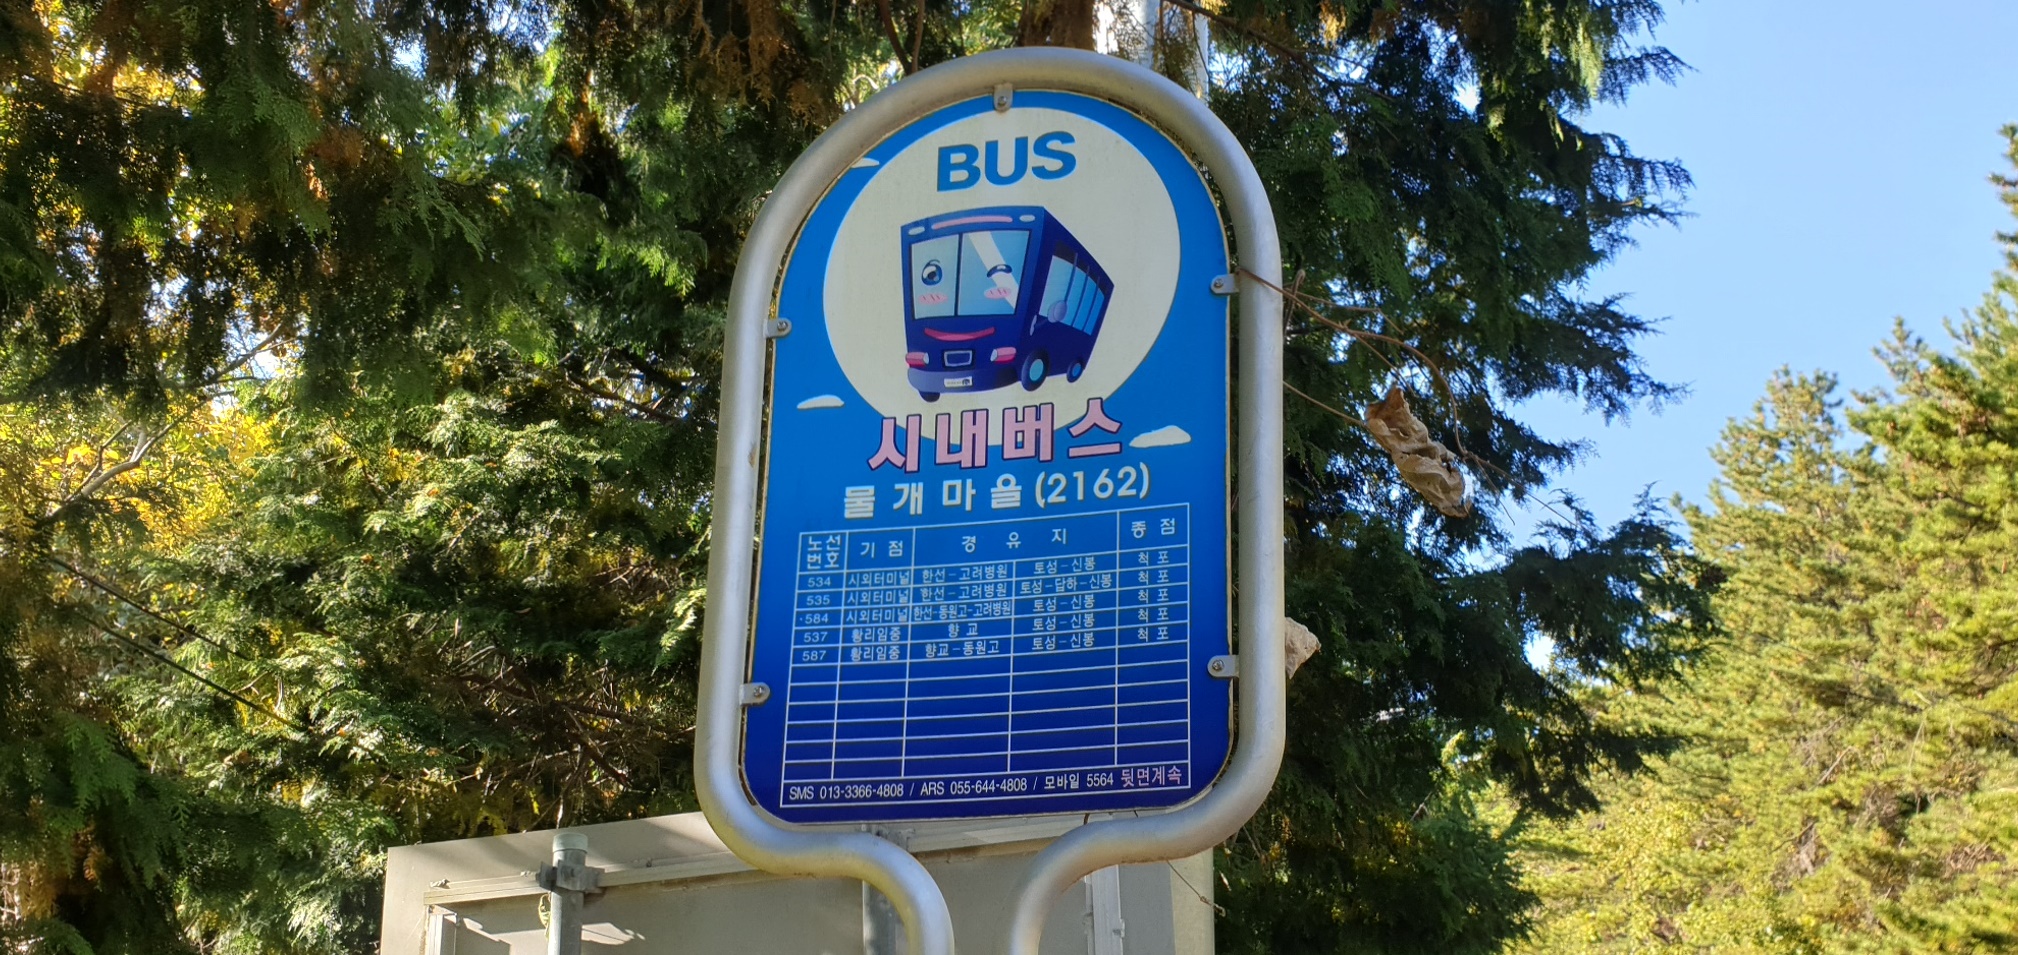 BUS
시내버스
물개마을(2162)
노선번호 기점 경유지 종점
534 시외터미널 한선-고려병원 토성-신봉 척포
535 시외터미널 한선-고려병원 토성-답하-신봉 척포
·584 시외터미널 한선-동원고-고려병원 토성-신봉 척포
537 황리임중 향교 토성-신봉 척포
587 황리임중 향교-동원고 토성-신봉 척포
SMS 013-3366-4808 / ARS 055-644-4808 / 모바일 5564 뒷면계속